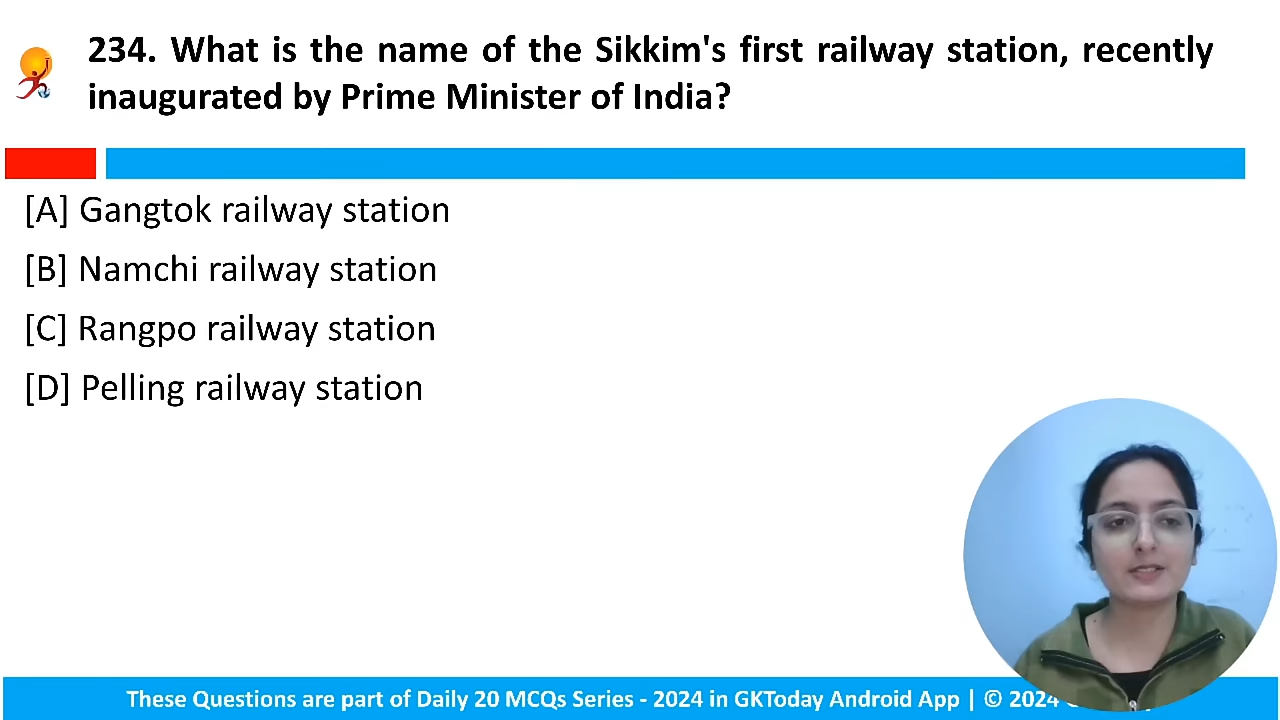 234. What is the name of the Sikkim's first railway station, recently
inaugurated by Prime Minister of India?
[A] Gangtok railway station
[B] Namchi railway station
[C] Rangpo railway station
[D] Pelling railway station
These Questions are part of Daily 20 MCQs Series - 2024 in GKToday Android App | © 2024